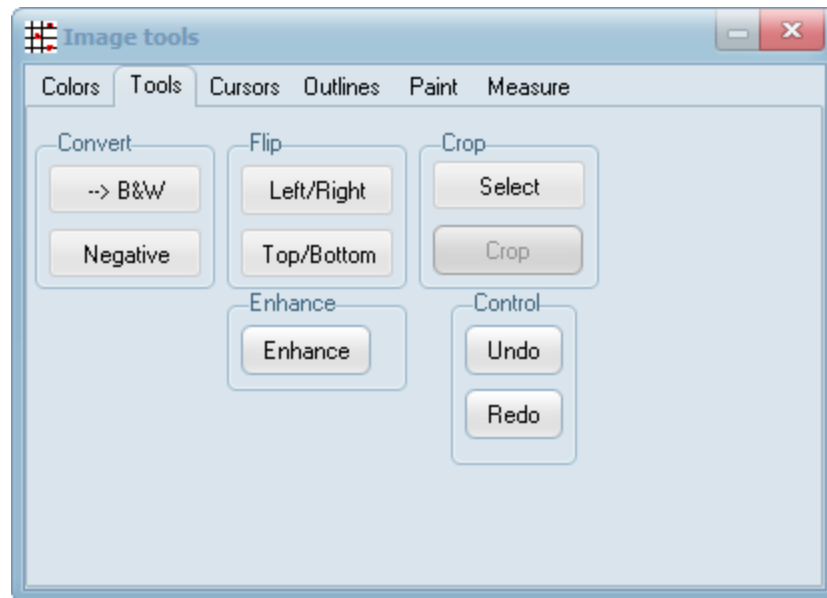 Image tools
Colors Tools Cursors Outlines Paint Measure
Convert Flip Crop
--> B&W Left/Right Select
Negative Top/Bottom Crop
Enhance Control
Enhance Undo
Redo